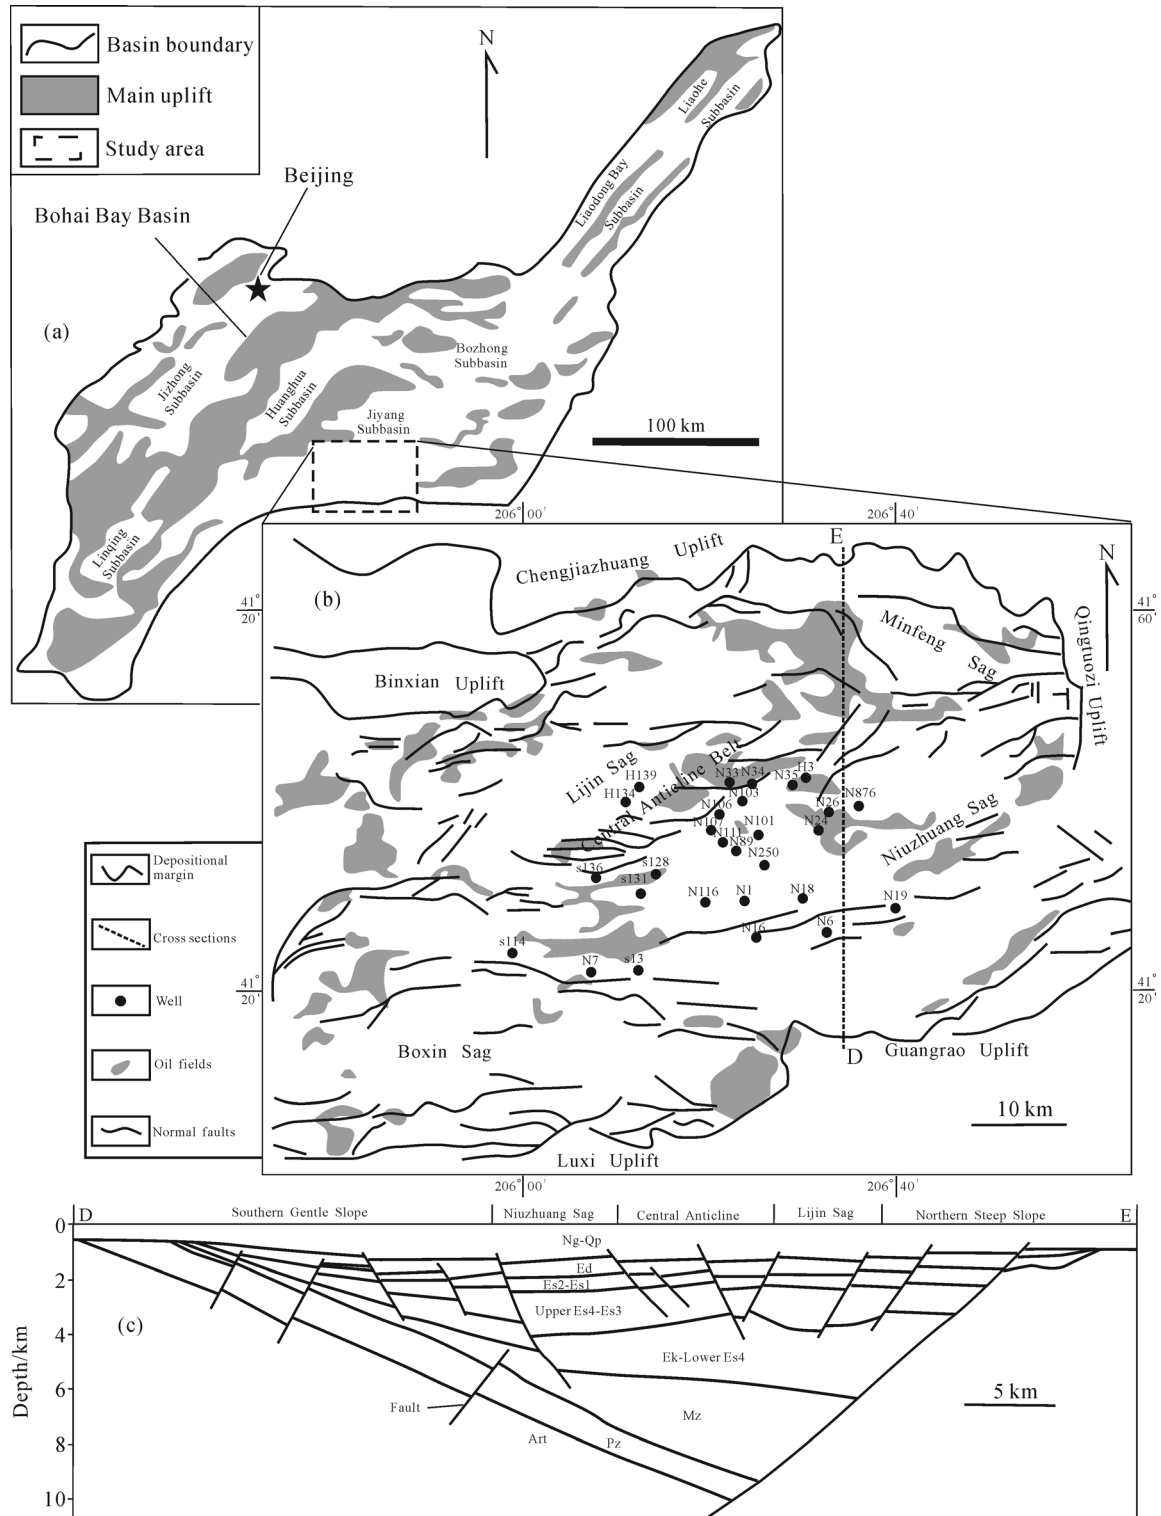 Basin boundary
Main uplift
Study area
N
Beijing
Bohai Bay Basin
(a)
Liaohe
Subbasin
Liaodong Bay
Subbasin
Bozhong
Subbasin
Jizhong
Subbasin
Huanghua
Subbasin
Jiyang
Subbasin
Linqing
Subbasin
100 km
206° 00′
206° 40′
41°
20′
41°
60′
(b)
E
N
Chengjiazhuang Uplift
Minfeng Sag
Qingtuozi Uplift
Binxian Uplift
Lijin Sag
Central Anticline Belt
Niuzhuang Sag
H139
H134
N33
N34
N35
H3
N103
N106
N26
N876
N107
N111
N101
N24
N89
N250
s136
s128
s131
N116
N1
N18
N19
N16
N6
s114
N7
s13
41°
20′
41°
20′
Boxin Sag
D
Guangrao Uplift
10 km
Luxi Uplift
Depositional
margin
Cross sections
Well
Oil fields
Normal faults
206° 00′
206° 40′
D
Southern Gentle Slope
Niuzhuang Sag
Central Anticline
Lijin Sag
Northern Steep Slope
E
0
2
4
6
8
10
Depth/km
Ng-Qp
Ed
Es2-Es1
Upper Es4-Es3
(c)
Ek-Lower Es4
Fault
Mz
Art
Pz
5 km